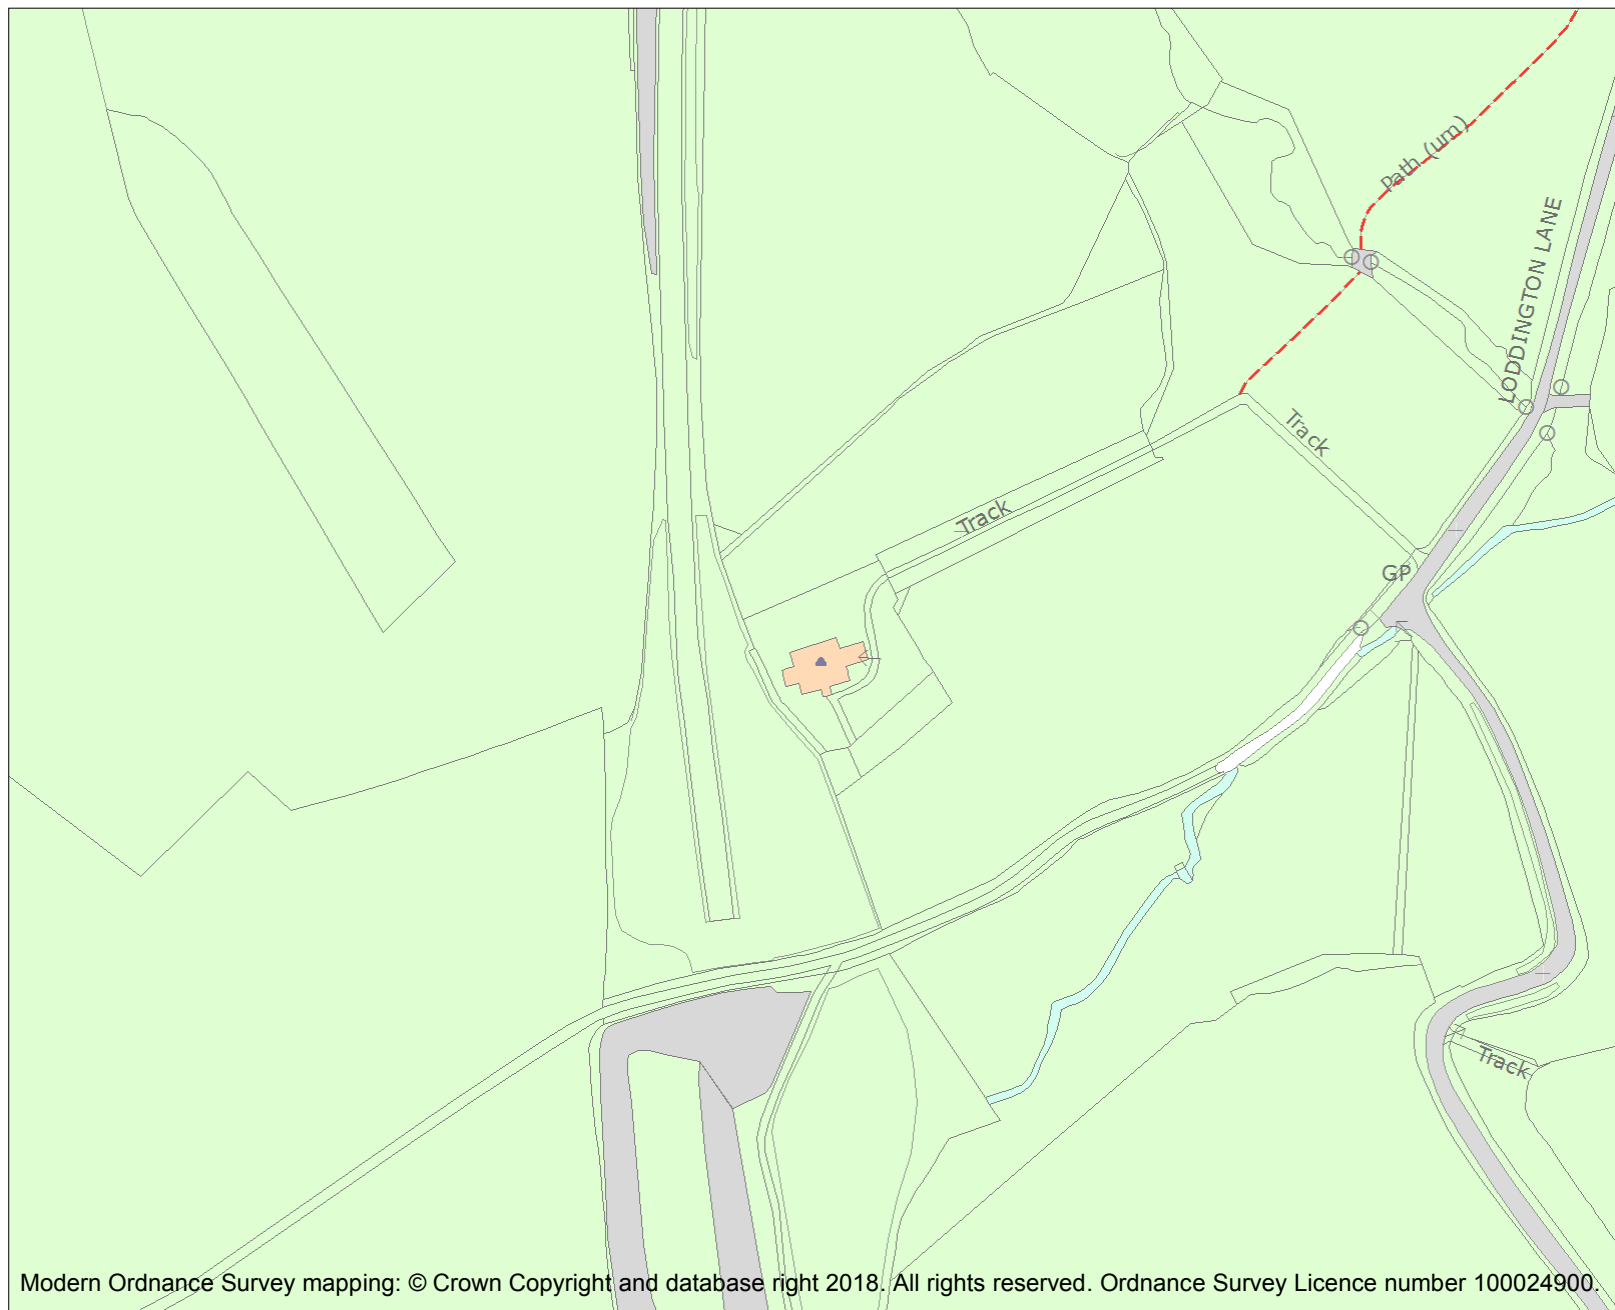 Path (um)
LODDINGTON LANE
Track
Track
GP
Track
Modern Ordnance Survey mapping: © Crown Copyright and database right 2018. All rights reserved. Ordnance Survey Licence number 100024900.